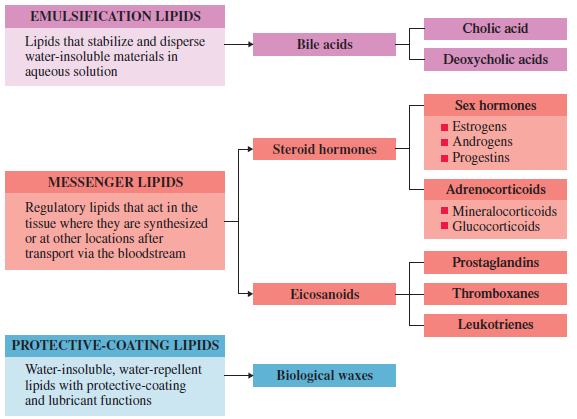 EMULSIFICATION LIPIDS
Lipids that stabilize and disperse
water-insoluble materials in
aqueous solution
Bile acids
Cholic acid
Deoxycholic acids
MESSENGER LIPIDS
Regulatory lipids that act in the
tissue where they are synthesized
or at other locations after
transport via the bloodstream
Steroid hormones
Sex hormones
Estrogens
Androgens
Progestins
Adrenocorticoids
Mineralocorticoids
Glucocorticoids
Eicosanoids
Prostaglandins
Thromboxanes
Leukotrienes
PROTECTIVE-COATING LIPIDS
Water-insoluble, water-repellent
lipids with protective-coating
and lubricant functions
Biological waxes